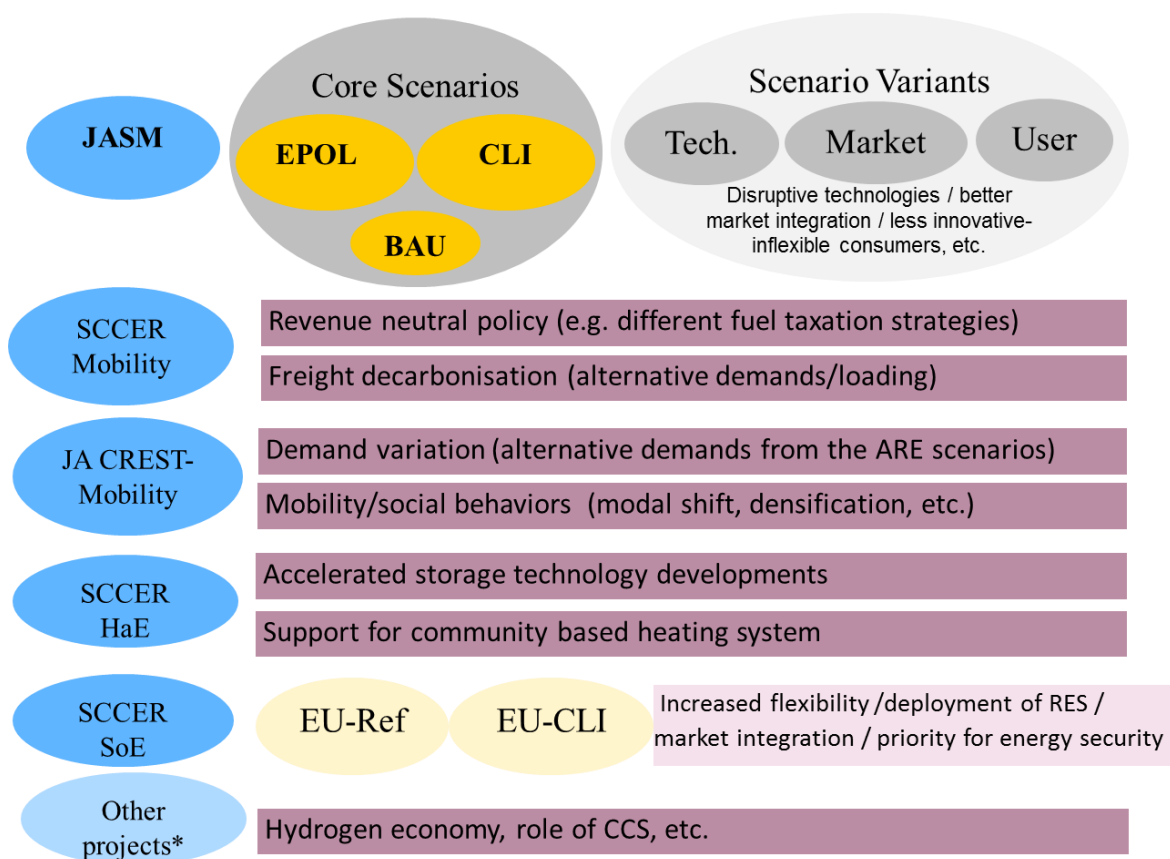 Core Scenarios
Scenario Variants
JASM
EPOL
CLI
BAU
Tech.
Market
User
Disruptive technologies / better
market integration / less innovative-
inflexible consumers, etc.
SCCER
Mobility
Revenue neutral policy (e.g. different fuel taxation strategies)
Freight decarbonisation (alternative demands/loading)
JA CREST-
Mobility
Demand variation (alternative demands from the ARE scenarios)
Mobility/social behaviors (modal shift, densification, etc.)
SCCER
HaE
Accelerated storage technology developments
Support for community based heating system
SCCER
SoE
EU-Ref
EU-CLI
Increased flexibility /deployment of RES /
market integration / priority for energy security
Other
projects*
Hydrogen economy, role of CCS, etc.